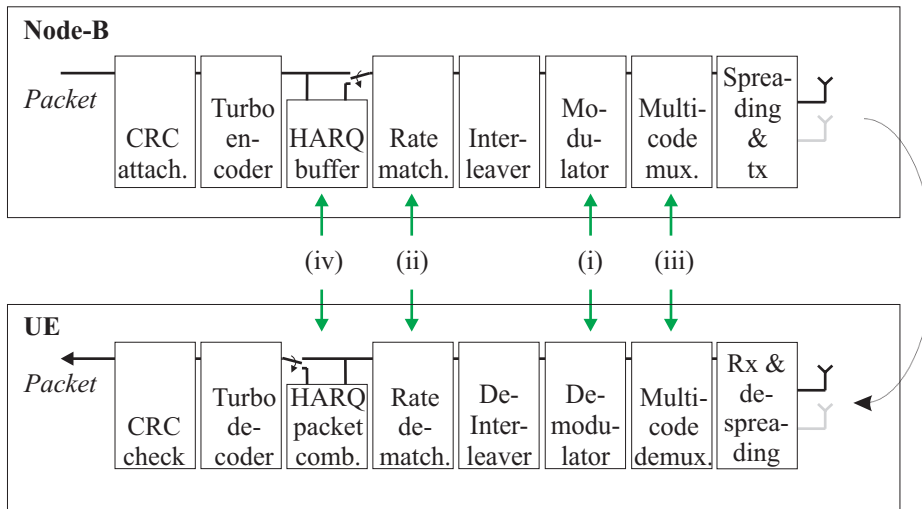 Node-B
Packet
CRC
attach.
Turbo
en-
coder
HARQ
buffer
Rate
match.
Inter-
leaver
Mo-
du-
lator
Multi-
code
mux.
Sprea-
ding
&
tx
(iv)
(ii)
(i)
(iii)
UE
Packet
CRC
check
Turbo
de-
coder
HARQ
packet
comb.
Rate
de-
match.
De-
Inter-
leaver
De-
modu-
lator
Multi-
code
demux.
Rx &
de-
sprea-
ding